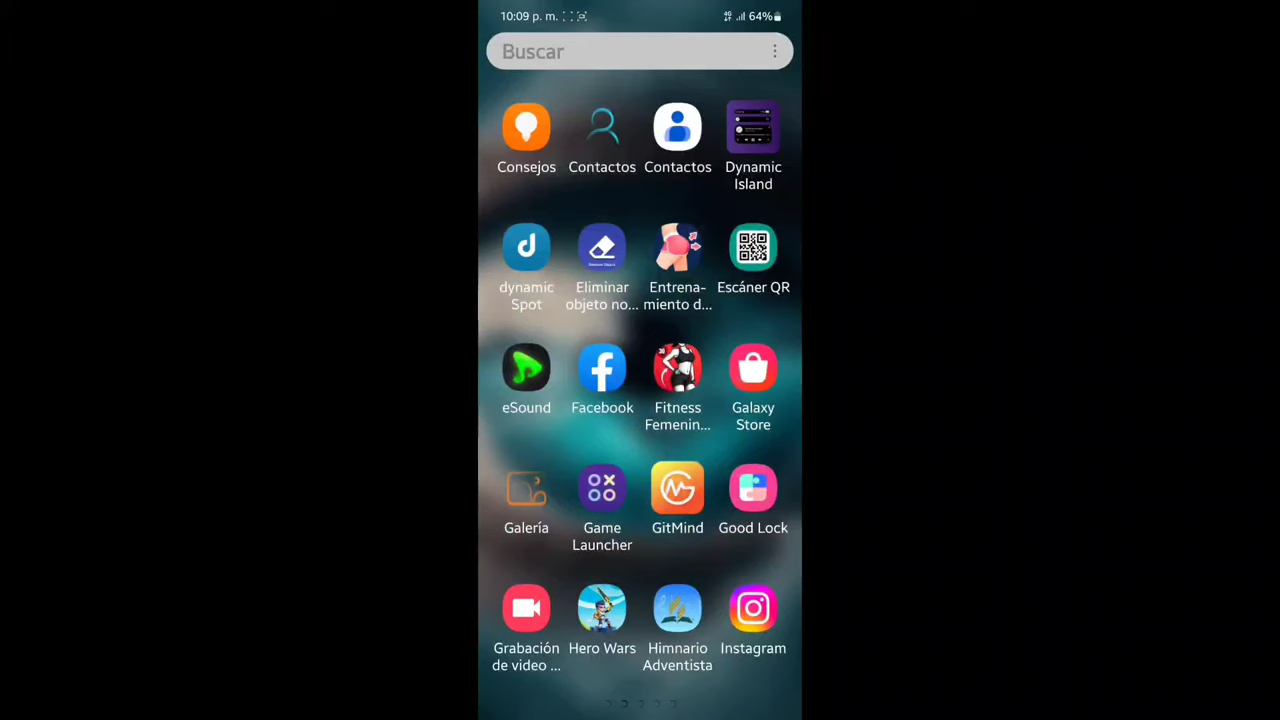 10:09 p. m. 64%
Buscar
Consejos Contactos Contactos Dynamic
Island
dynamic Eliminar Entrena- Escáner QR
Spot objeto no... miento d...
eSound Facebook Fitness Galaxy
Femenin... Store
Galería Game GitMind Good Lock
Launcher
Grabación Hero Wars Himnario Instagram
de video ... Adventista